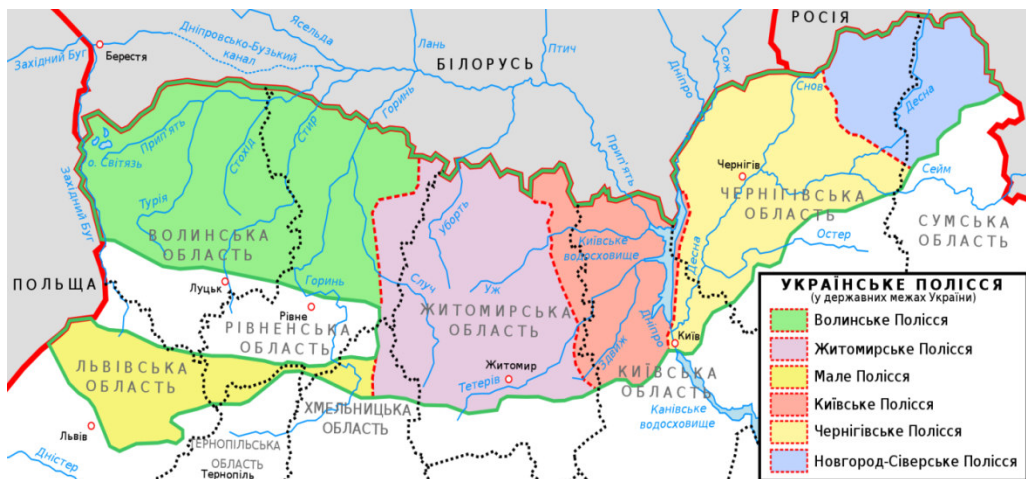 РОСІЯ
Ясельда
Дніпровсько-Бузький
канал
Лань
Птич
Сож
Західний Буг
Берестя
БІЛОРУСЬ
Дніпро
Снов
Десна
Горинь
Прип'ять
Стир
Стохід
Прип'ять
о. Світязь
Чернігів
Сейм
Західний Буг
Турія
Уборть
ЧЕРНІГІВСЬКА
ОБЛАСТЬ
СУМСЬКА
ОБЛАСТЬ
ВОЛИНСЬКА
ОБЛАСТЬ
Київське
водосховище
Остер
Десна
ПОЛЬЩА
Луцьк
Горинь
Случ
Уж
Рівне
РІВНЕНСЬКА
ОБЛАСТЬ
ЖИТОМИРСЬКА
ОБЛАСТЬ
Дніпро
Київ
Здвиж
ЛЬВІВСЬКА
ОБЛАСТЬ
Житомир
Тетерів
КИЇВСЬКА
ОБЛАСТЬ
ХМЕЛЬНИЦЬКА
ОБЛАСТЬ
Канівське
водосховище
Львів
Дністер
ТЕРНОПІЛЬСЬКА
ОБЛАСТЬ
Тернопіль
УКРАЇНСЬКЕ ПОЛІССЯ
(у державних межах України)
Волинське Полісся
Житомирське Полісся
Мале Полісся
Київське Полісся
Чернігівське Полісся
Новгород-Сіверське Полісся